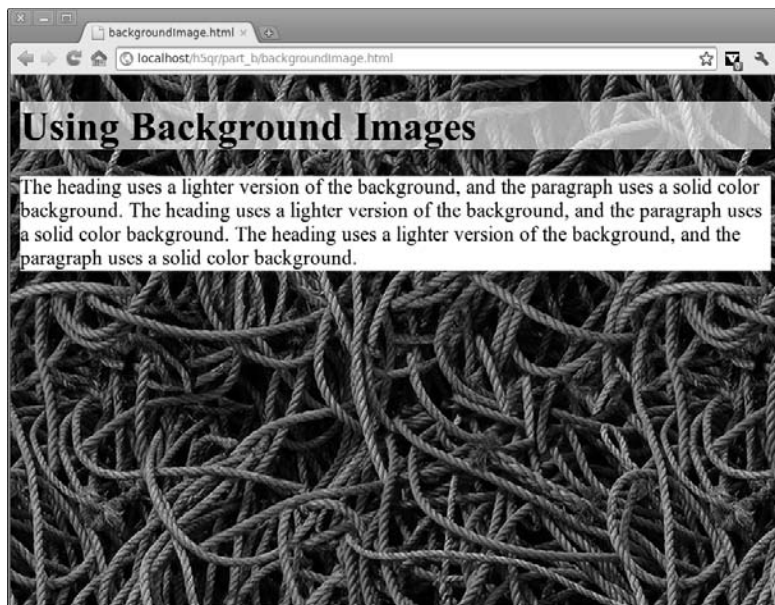 backgroundImage.html
localhost/h5qr/part_b/backgroundImage.html
Using Background Images
The heading uses a lighter version of the background, and the paragraph uses a solid color
background. The heading uses a lighter version of the background, and the paragraph uses
a solid color background. The heading uses a lighter version of the background, and the
paragraph uses a solid color background.